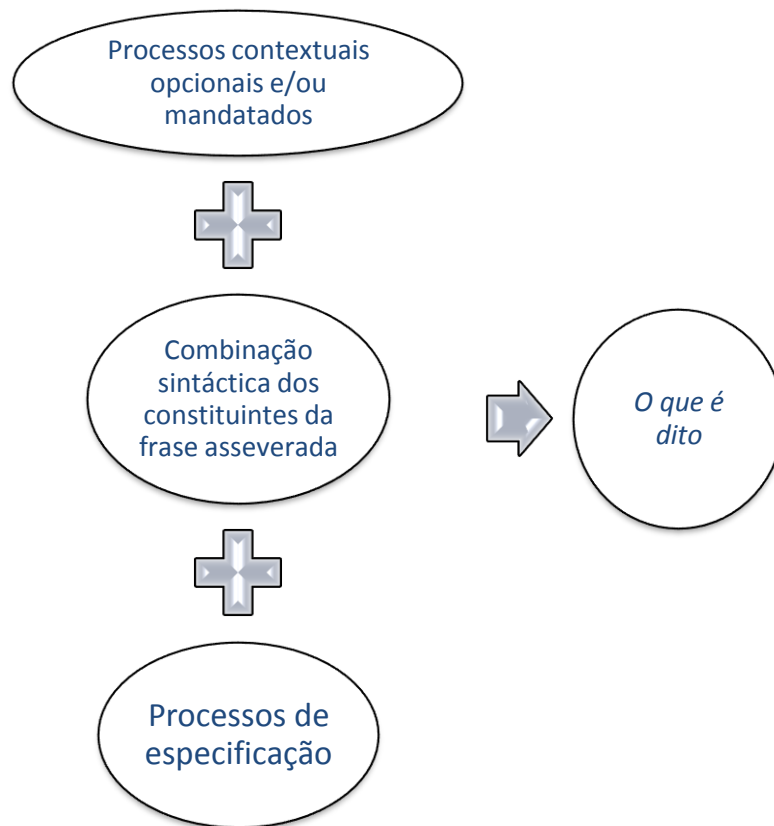 Processos contextuais
opcionais e/ou
mandatados
Combinação
sintáctica dos
constituintes da
frase asseverada
O que é
dito
Processos de
especificação